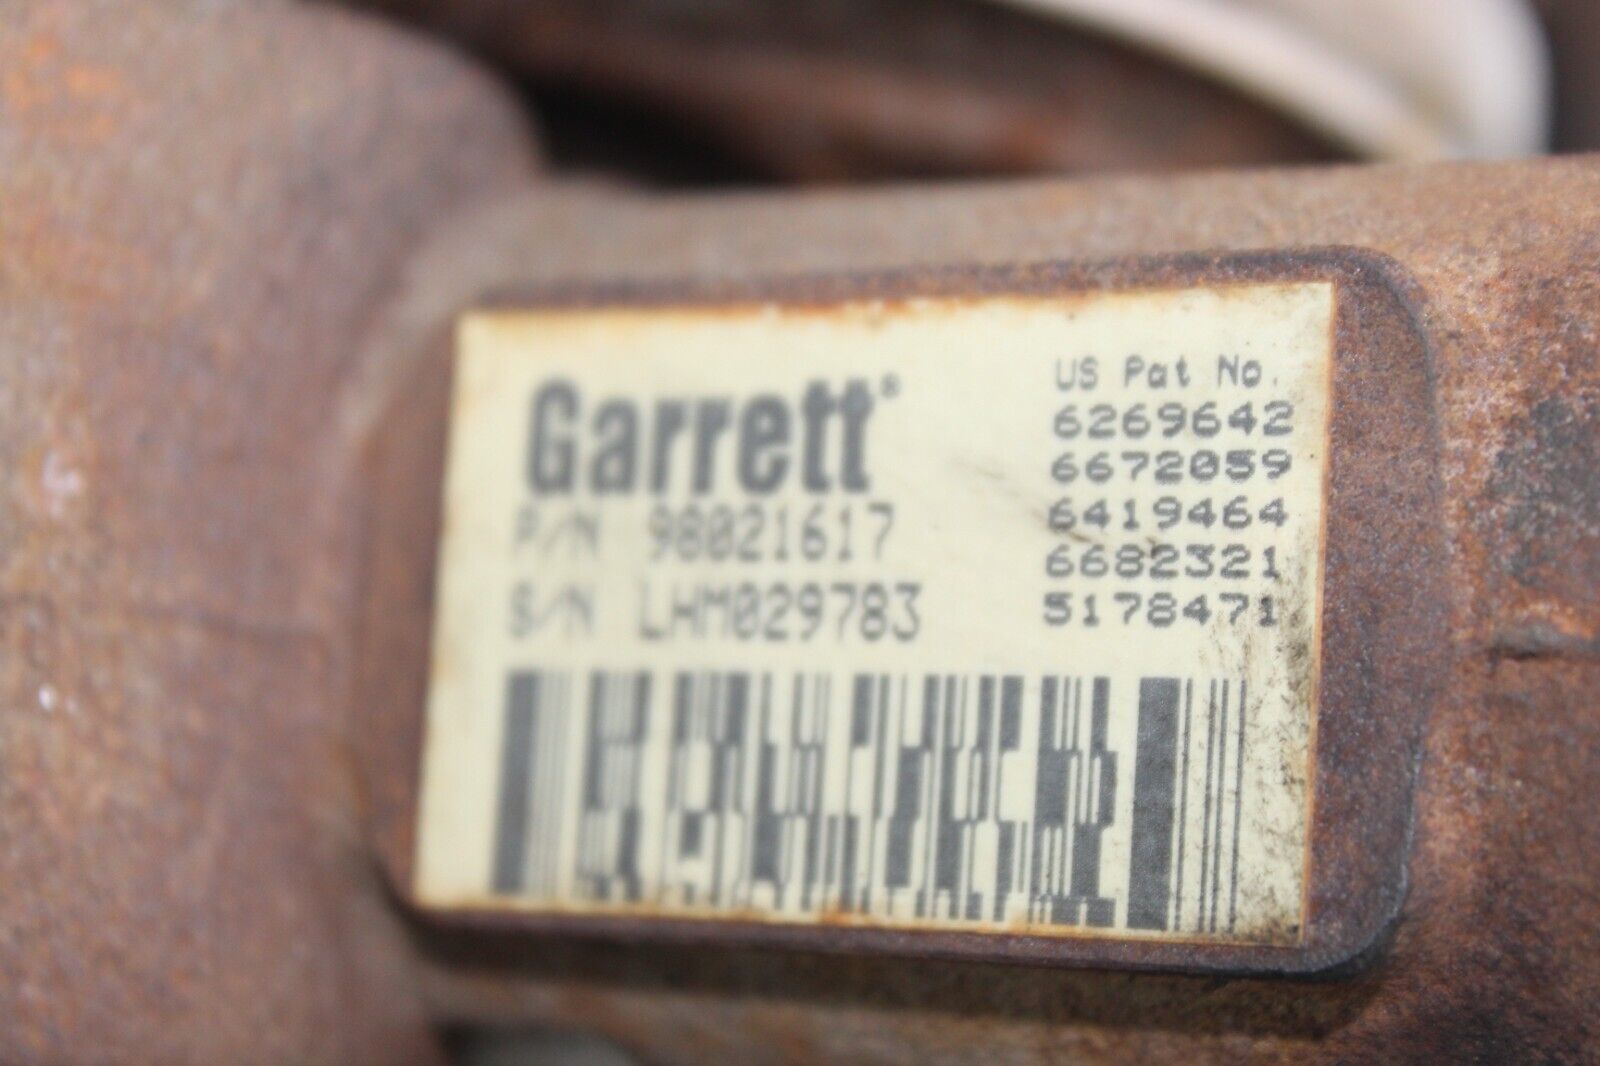 Garrett®
P/N 98021617
S/N LHM029783
US Pat No.
6269642
6672059
6419464
6682321
5178471